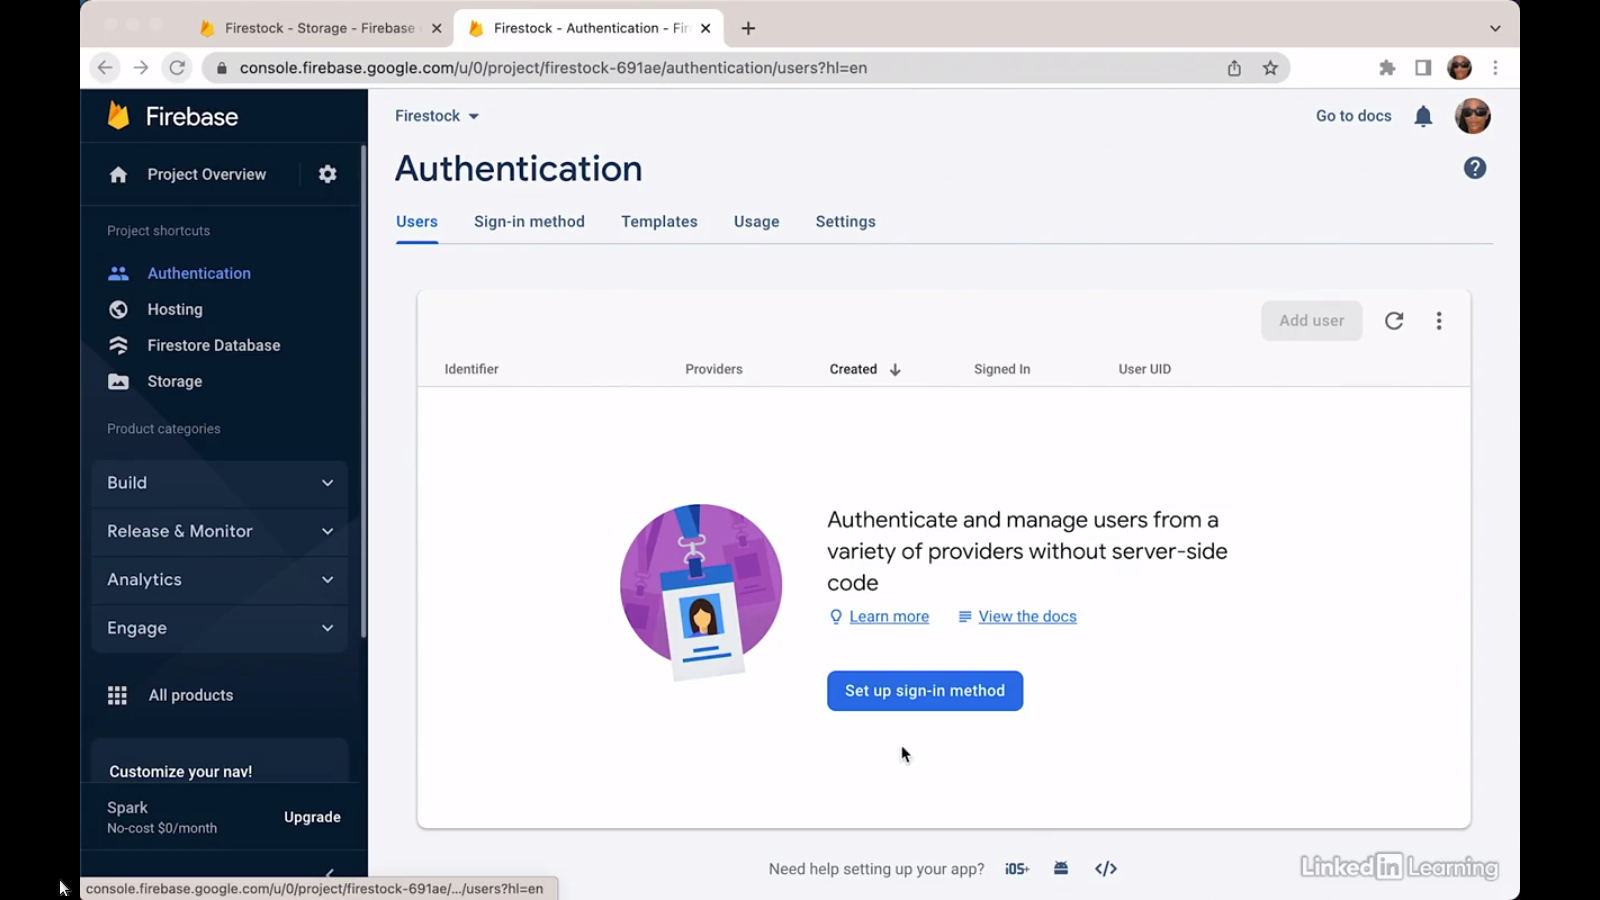 Firestock - Storage - Firebase
Firestock - Authentication - Fir
console.firebase.google.com/u/0/project/firestock-691ae/authentication/users?hl=en
Firebase
Firestock
Go to docs
Project Overview
Authentication
Users
Sign-in method
Templates
Usage
Settings
Project shortcuts
Authentication
Hosting
Firestore Database
Storage
Product categories
Build
Release & Monitor
Analytics
Engage
All products
Customize your nav!
Spark
No-cost $0/month
Upgrade
Add user
Identifier
Providers
Created
Signed In
User UID
Authenticate and manage users from a
variety of providers without server-side
code
Learn more
View the docs
Set up sign-in method
Need help setting up your app?
iOS+
LinkedIn Learning
console.firebase.google.com/u/0/project/firestock-691ae/.../users?hl=en